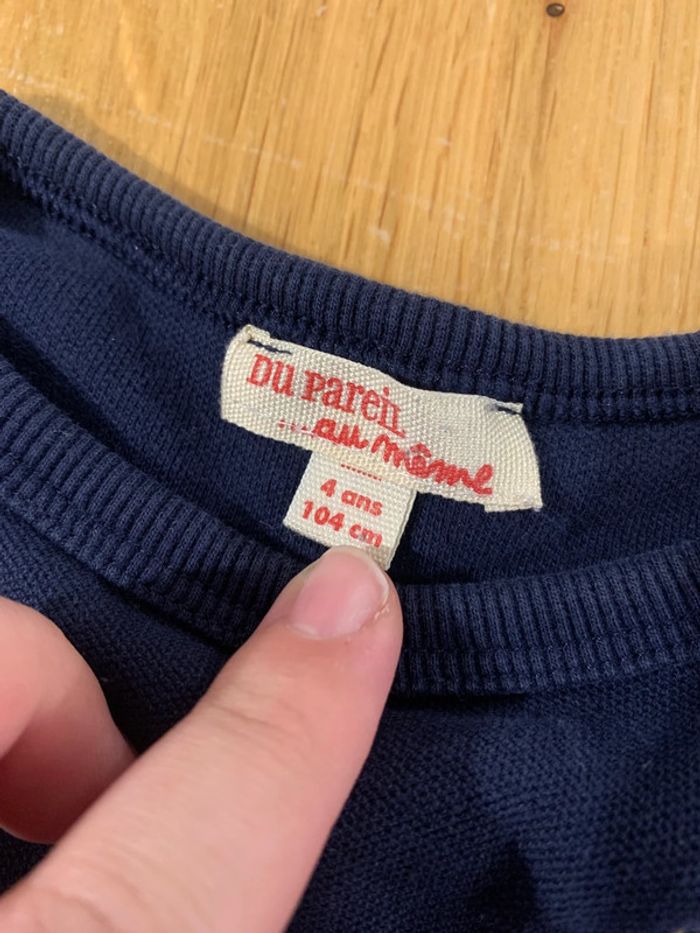 DU PAREIL
...au même
4 ans
104 cm